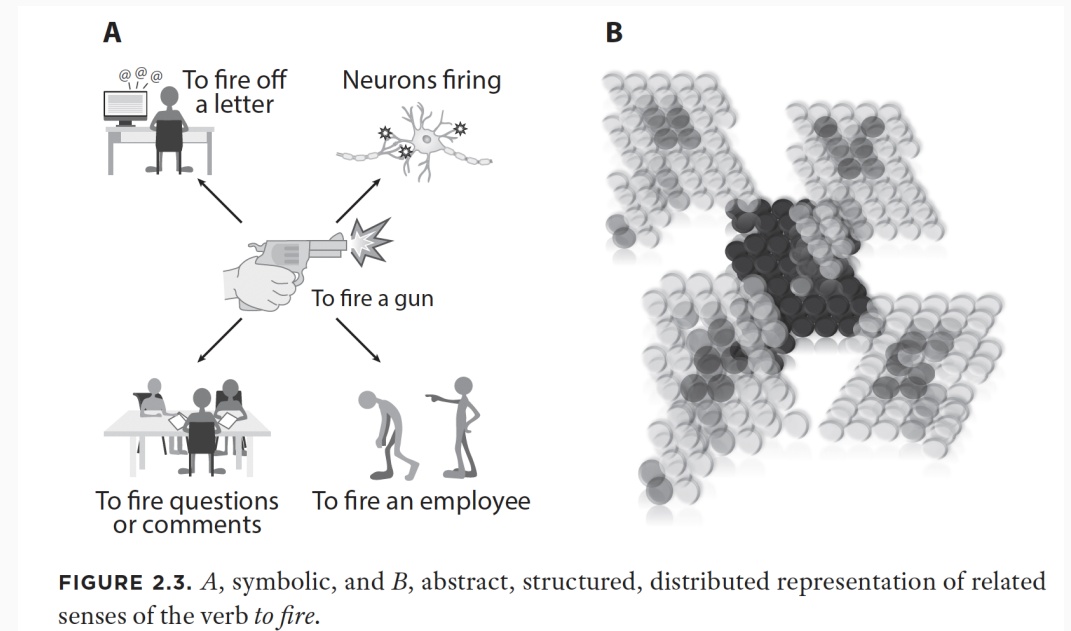 A
B
@ @ @
To fire off
a letter
Neurons firing
To fire a gun
To fire questions
or comments
To fire an employee
FIGURE 2.3. A, symbolic, and B, abstract, structured, distributed representation of related
senses of the verb to fire.